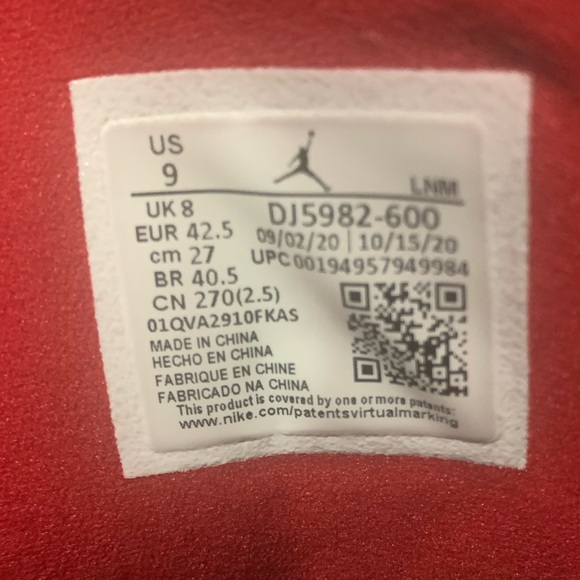 US
9
LNM
UK 8
EUR 42.5
cm 27
BR 40.5
CN 270(2.5)
01QVA2910FKAS
DJ5982-600
09/02/20 | 10/15/20
UPC 00194957949984
MADE IN CHINA
HECHO EN CHINA
FABRIQUE EN CHINE
FABRICADO NA CHINA
This product is covered by one or more patents:
www.nike.com/patentsvirtualmarking